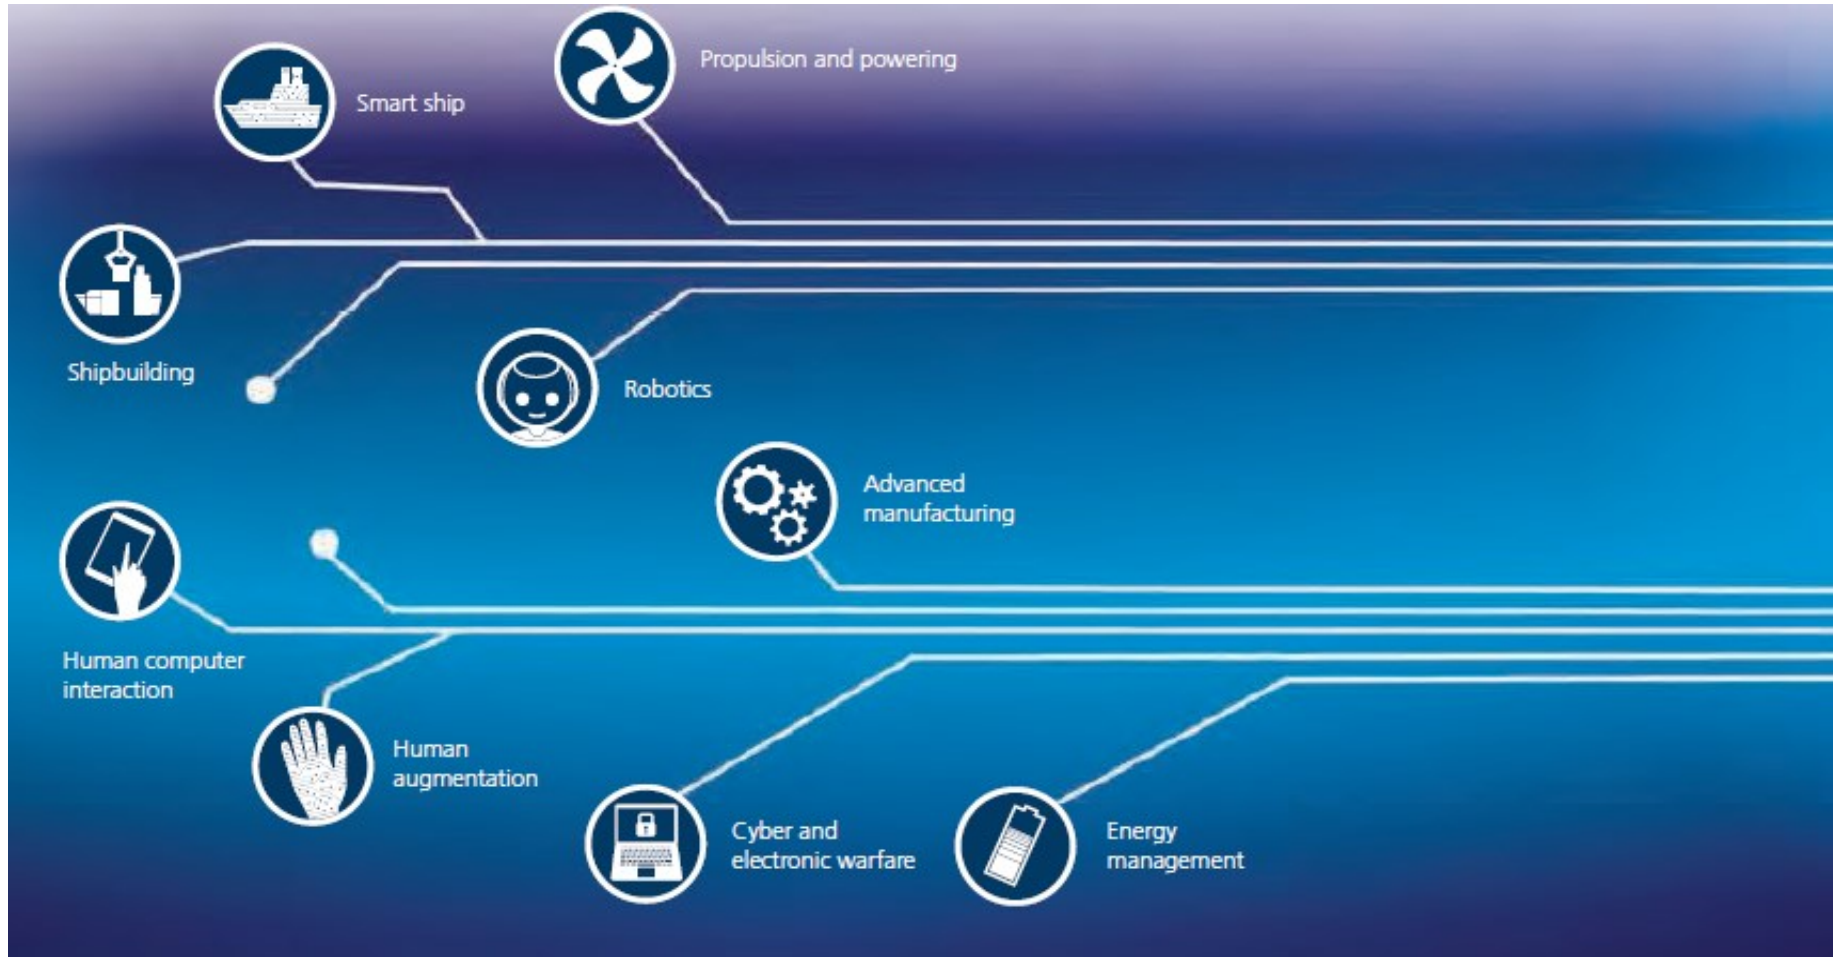 Propulsion and powering
Smart ship
Shipbuilding
Robotics
Advanced
manufacturing
Human computer
interaction
Human
augmentation
Cyber and
electronic warfare
Energy
management